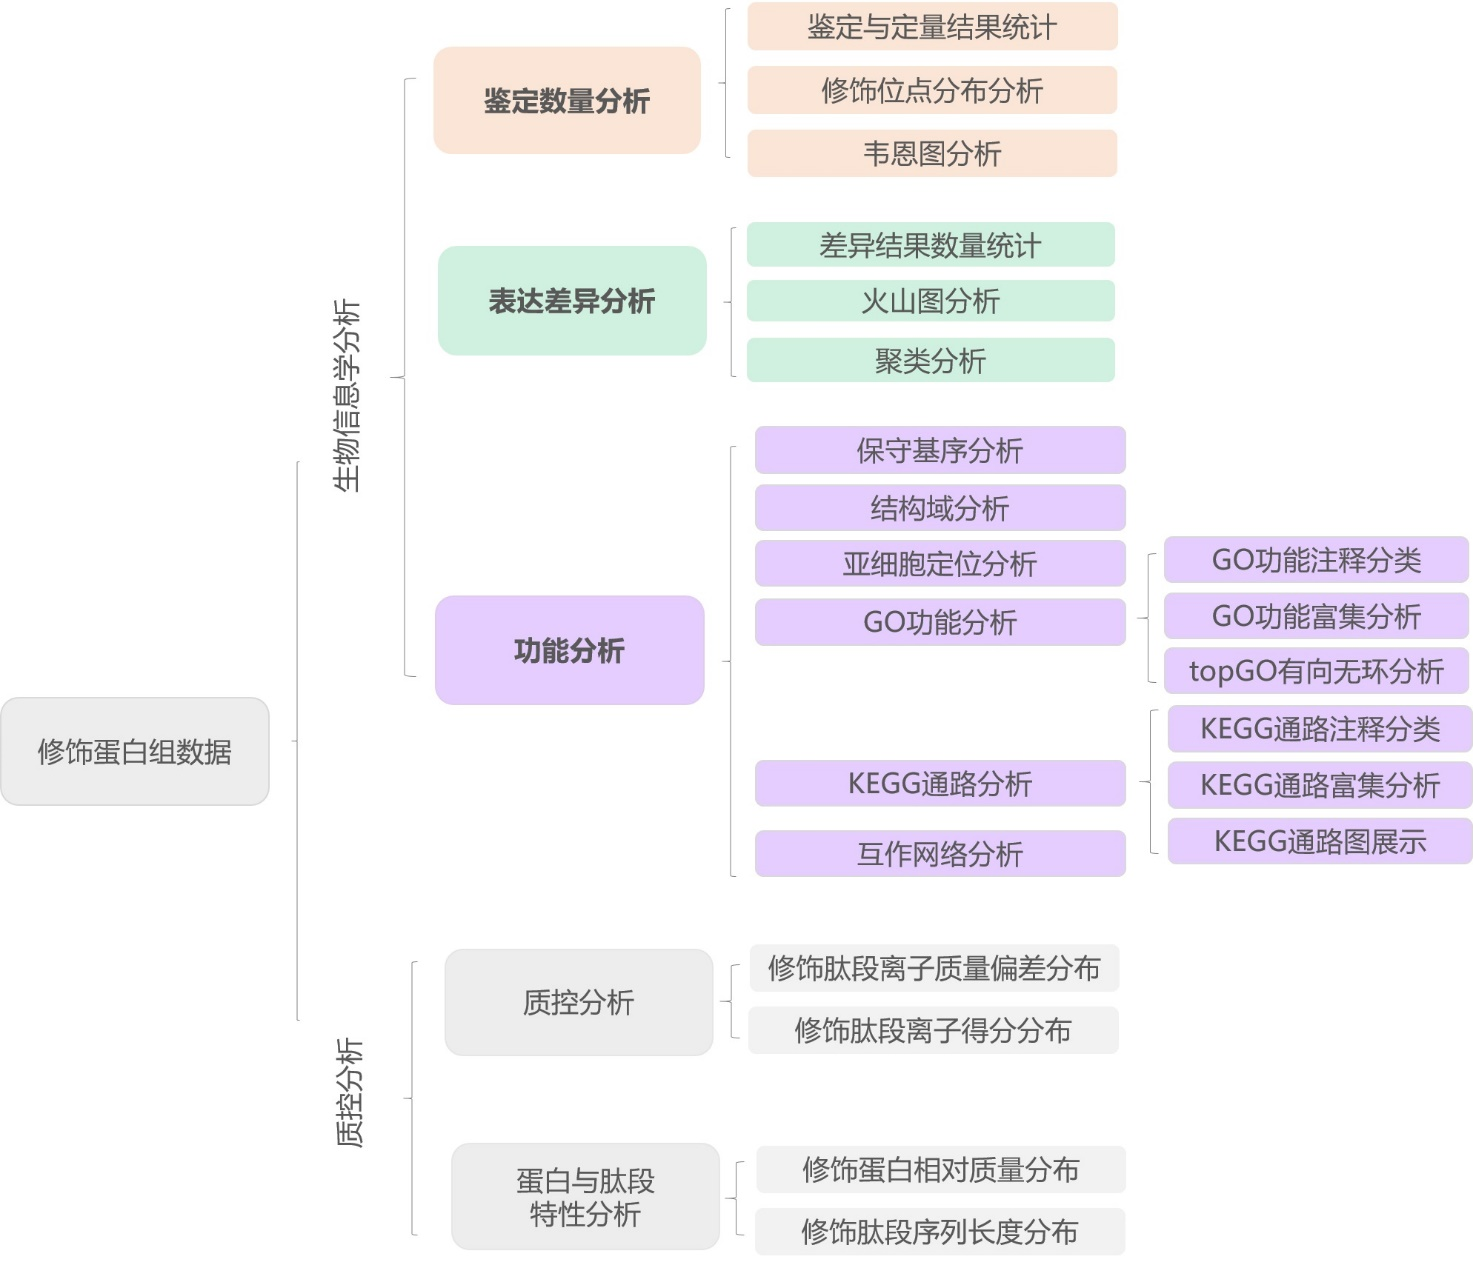 修饰蛋白组数据
生物信息学分析
鉴定数量分析
鉴定与定量结果统计
修饰位点分布分析
韦恩图分析
表达差异分析
差异结果数量统计
火山图分析
聚类分析
功能分析
保守基序分析
结构域分析
亚细胞定位分析
GO功能分析
GO功能注释分类
GO功能富集分析
topGO有向无环分析
KEGG通路分析
KEGG通路注释分类
KEGG通路富集分析
KEGG通路图展示
互作网络分析
质控分析
质控分析
修饰肽段离子质量偏差分布
修饰肽段离子得分分布
蛋白与肽段
特性分析
修饰蛋白相对质量分布
修饰肽段序列长度分布